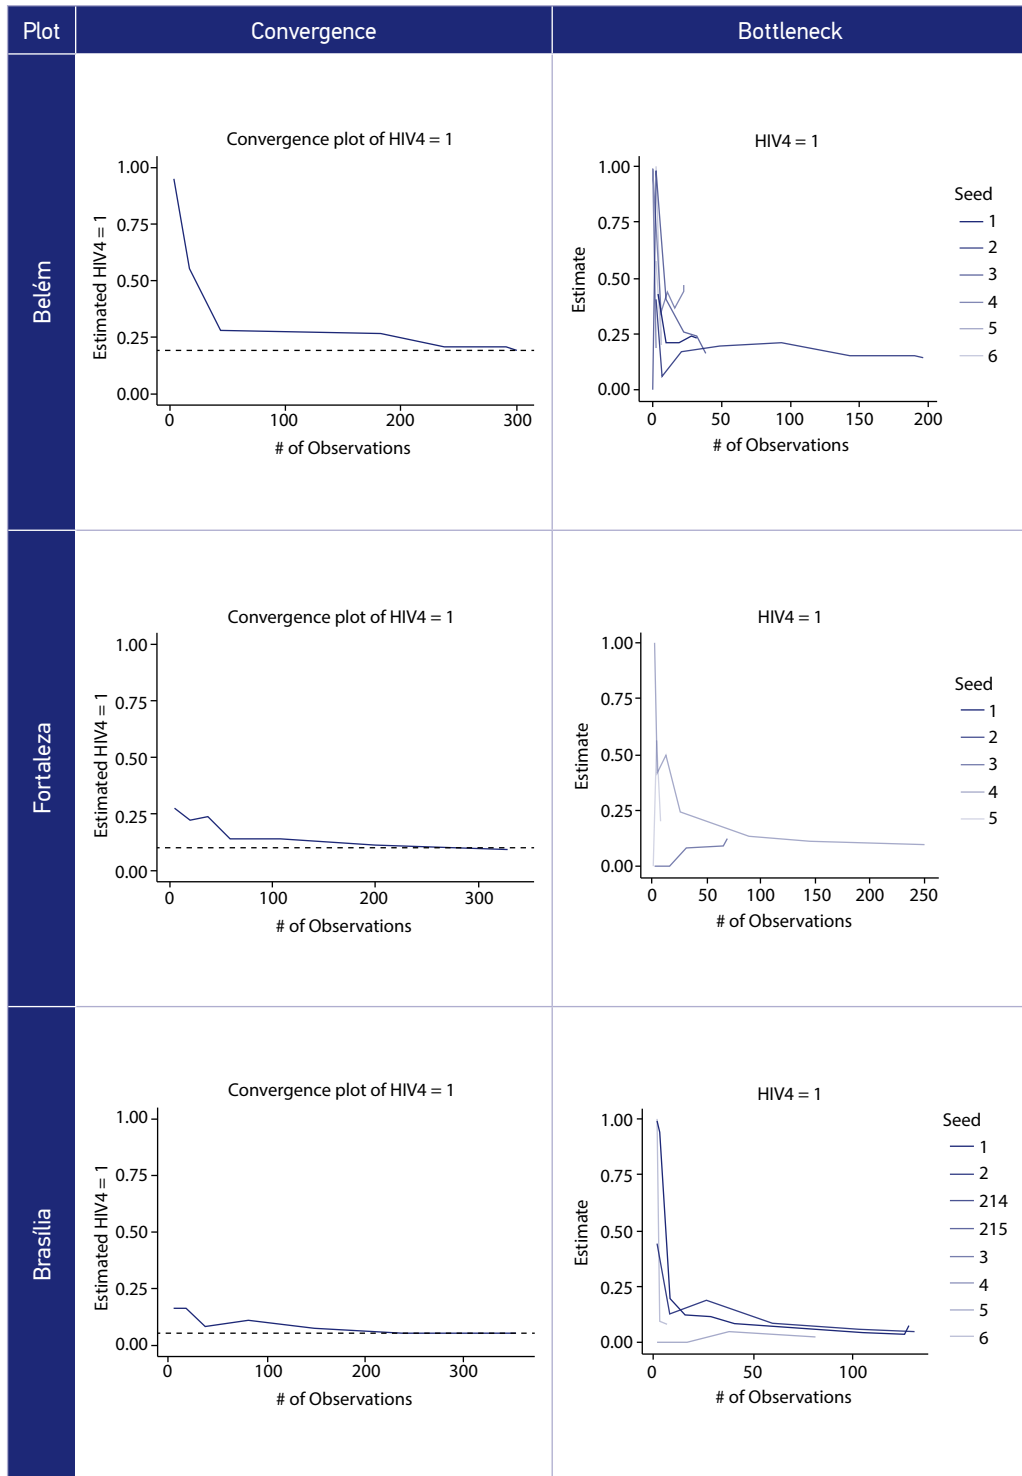 Plot
Convergence
Bottleneck
Belém
Convergence plot of HIV4 = 1
Estimated HIV4 = 1
1.00
0.75
0.50
0.25
0.00
0 100 200 300
# of Observations
HIV4 = 1
Estimate
1.00
0.75
0.50
0.25
0.00
0 50 100 150 200
# of Observations
Seed
1
2
3
4
5
6
Fortaleza
Convergence plot of HIV4 = 1
Estimated HIV4 = 1
1.00
0.75
0.50
0.25
0.00
0 100 200 300
# of Observations
HIV4 = 1
Estimate
1.00
0.75
0.50
0.25
0.00
0 50 100 150 200 250
# of Observations
Seed
1
2
3
4
5
Brasília
Convergence plot of HIV4 = 1
Estimated HIV4 = 1
1.00
0.75
0.50
0.25
0.00
0 100 200 300
# of Observations
HIV4 = 1
Estimate
1.00
0.75
0.50
0.25
0.00
0 50 100
# of Observations
Seed
1
2
214
215
3
4
5
6